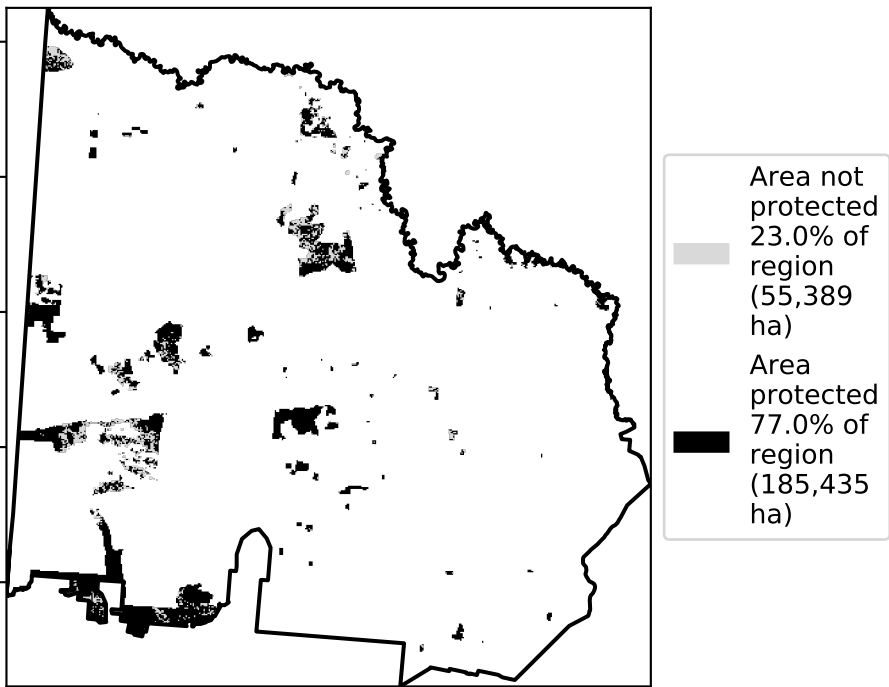 Area not
protected
23.0% of
region
(55,389
ha)
Area
protected
77.0% of
region
(185,435
ha)